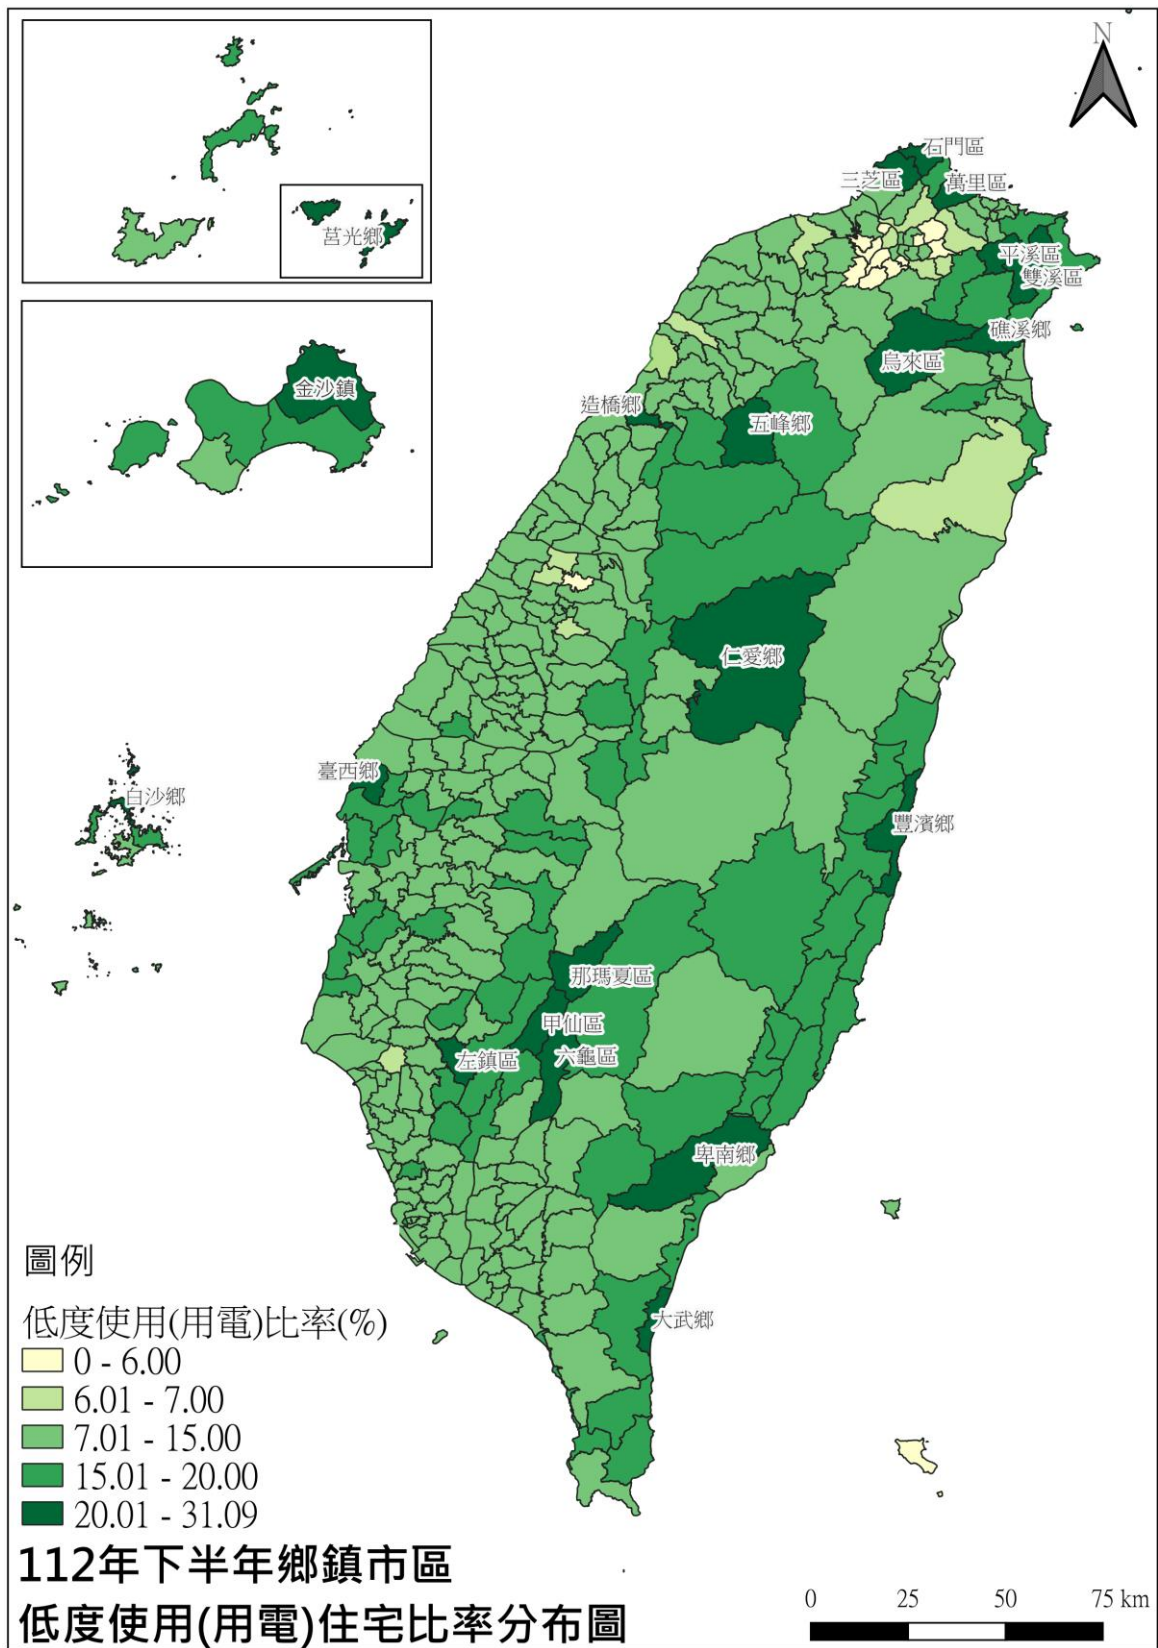 N
石門區
三芝區
萬里區
莒光鄉
平溪區
雙溪區
礁溪鄉
烏來區
金沙鎮
造橋鄉
五峰鄉
仁愛鄉
臺西鄉
白沙鄉
豐濱鄉
那瑪夏區
甲仙區
左鎮區
六龜區
卑南鄉
大武鄉
圖例
低度使用(用電)比率(%)
0 - 6.00
6.01 - 7.00
7.01 - 15.00
15.01 - 20.00
20.01 - 31.09
112年下半年鄉鎮市區
低度使用(用電)住宅比率分布圖
0 25 50 75 km